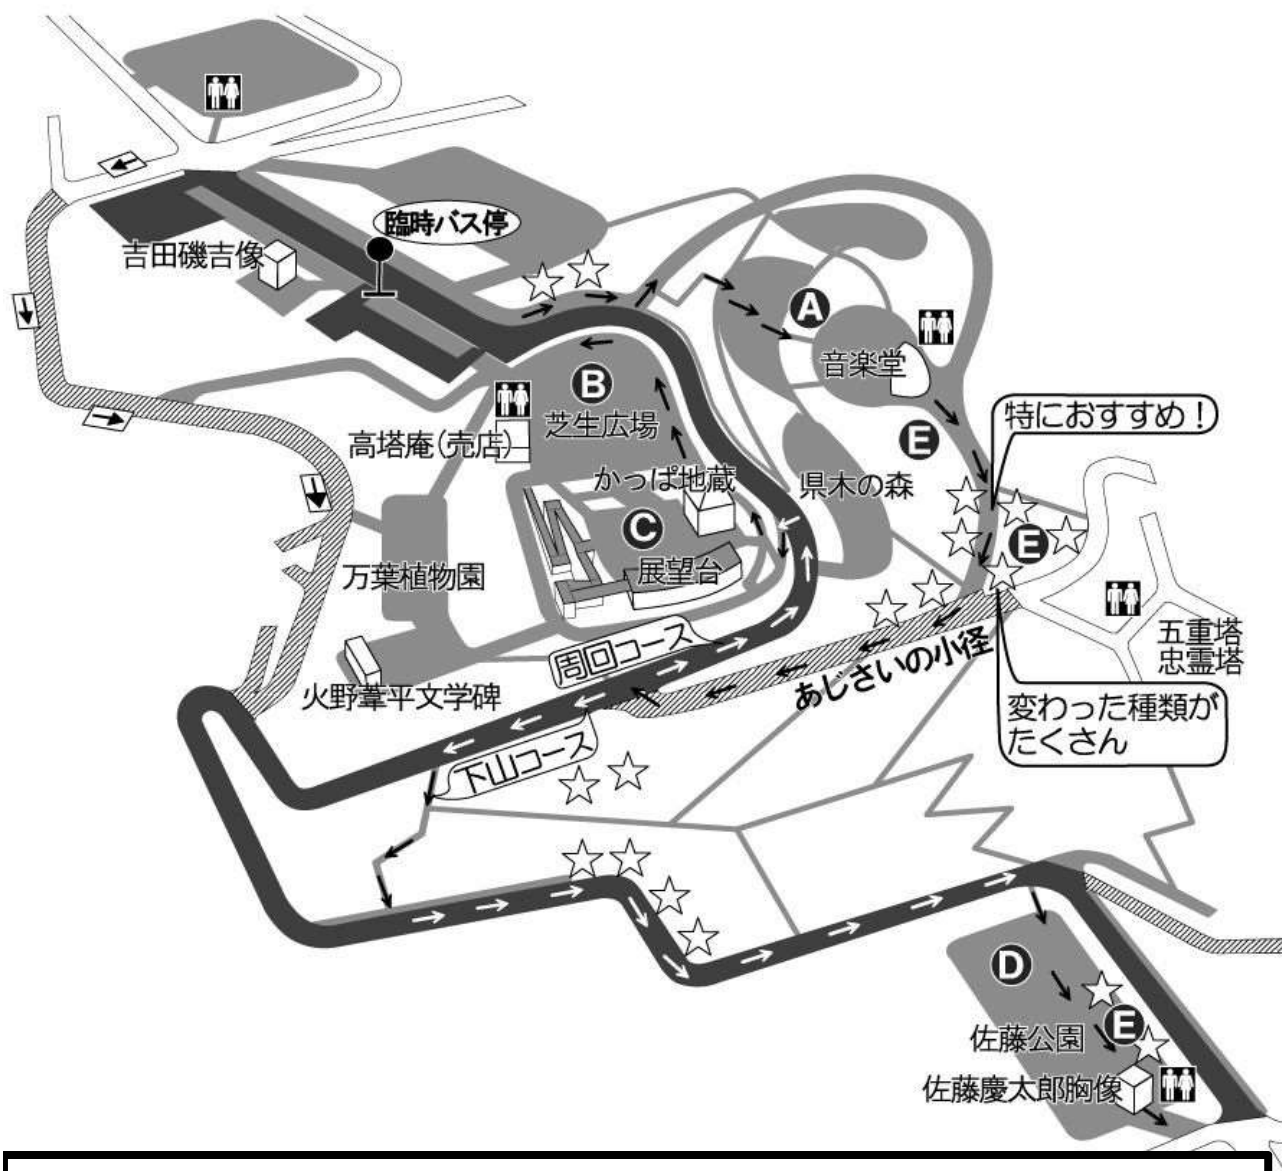 臨時バス停
吉田磯吉像
A
音楽堂
B
芝生広場
特におすすめ!
高塔庵(売店)
E
かっぱ地蔵
県木の森
C
展望台
E
万葉植物園
周回コース
あじさいの小径
五重塔
忠霊塔
火野葦平文学碑
変わった種類が
たくさん
下山コース
D
E
佐藤公園
佐藤慶太郎胸像